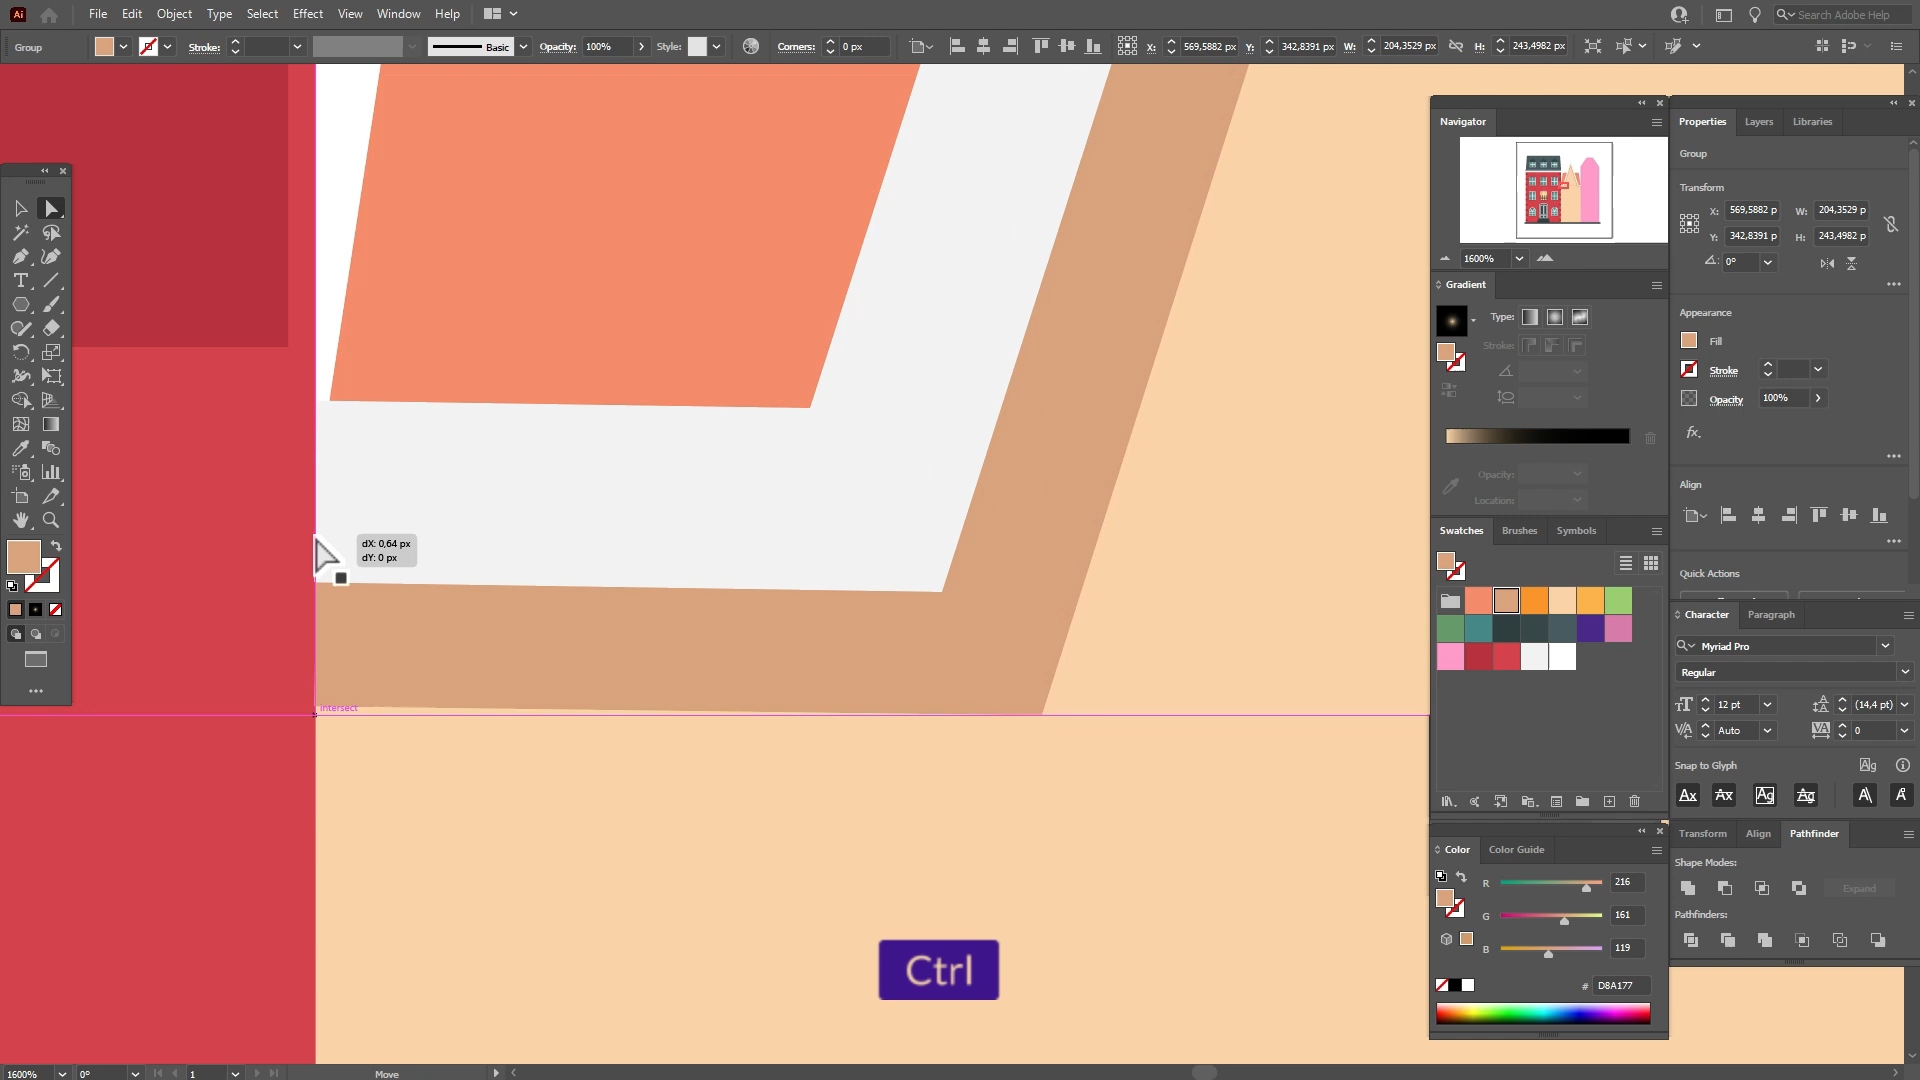 Ai File Edit Object Type Select Effect View Window Help Search Adobe Help
Group Stroke: Basic Opacity: 100% Style: Corners: 0 px X: 569,5882 px Y: 342,8391 px W: 204,3529 px H: 243,4982 px
Navigator
1600%
Gradient
Type:
Stroke:
Opacity:
Location:
Swatches Brushes Symbols
Color Color Guide
R 216
G 161
B 119
# D8A177
Properties Layers Libraries
Group
Transform
X: 569,5882 p W: 204,3529 p
Y: 342,8391 p H: 243,4982 p
0°
Appearance
Fill
Stroke
Opacity 100%
fx.
Align
Quick Actions
Character Paragraph
Myriad Pro
Regular
12 pt (14,4 pt)
Auto 0
Snap to Glyph
Transform Align Pathfinder
Shape Modes:
Expand
Pathfinders:
dX: 0,64 px
dY: 0 px
intersect
Ctrl
1600% 0° 1 Move